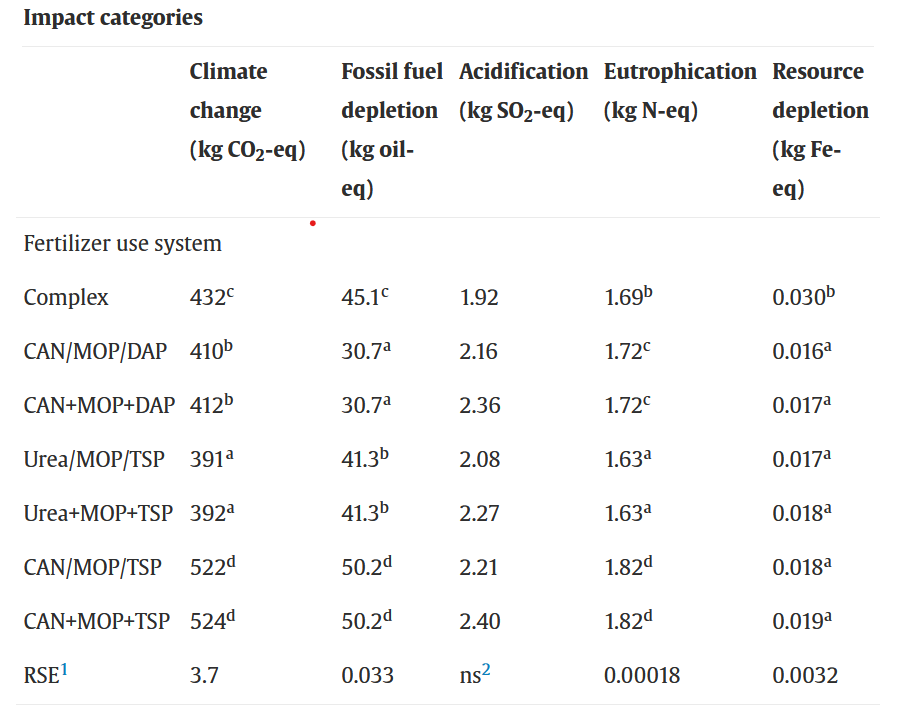 Impact categories
Climate change (kg CO₂-eq) Fossil fuel depletion (kg oil-eq) Acidification (kg SO₂-eq) Eutrophication (kg N-eq) Resource depletion (kg Fe-eq)
Fertilizer use system
Complex 432ᶜ 45.1ᶜ 1.92 1.69ᵇ 0.030ᵇ
CAN/MOP/DAP 410ᵇ 30.7ᵃ 2.16 1.72ᶜ 0.016ᵃ
CAN+MOP+DAP 412ᵇ 30.7ᵃ 2.36 1.72ᶜ 0.017ᵃ
Urea/MOP/TSP 391ᵃ 41.3ᵇ 2.08 1.63ᵃ 0.017ᵃ
Urea+MOP+TSP 392ᵃ 41.3ᵇ 2.27 1.63ᵃ 0.018ᵃ
CAN/MOP/TSP 522ᵈ 50.2ᵈ 2.21 1.82ᵈ 0.018ᵃ
CAN+MOP+TSP 524ᵈ 50.2ᵈ 2.40 1.82ᵈ 0.019ᵃ
RSE¹ 3.7 0.033 ns² 0.00018 0.0032